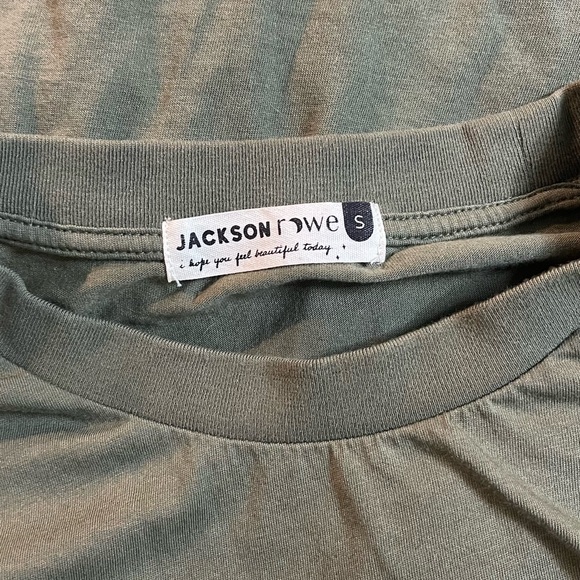 JACKSON rowe S
i hope you feel beautiful today